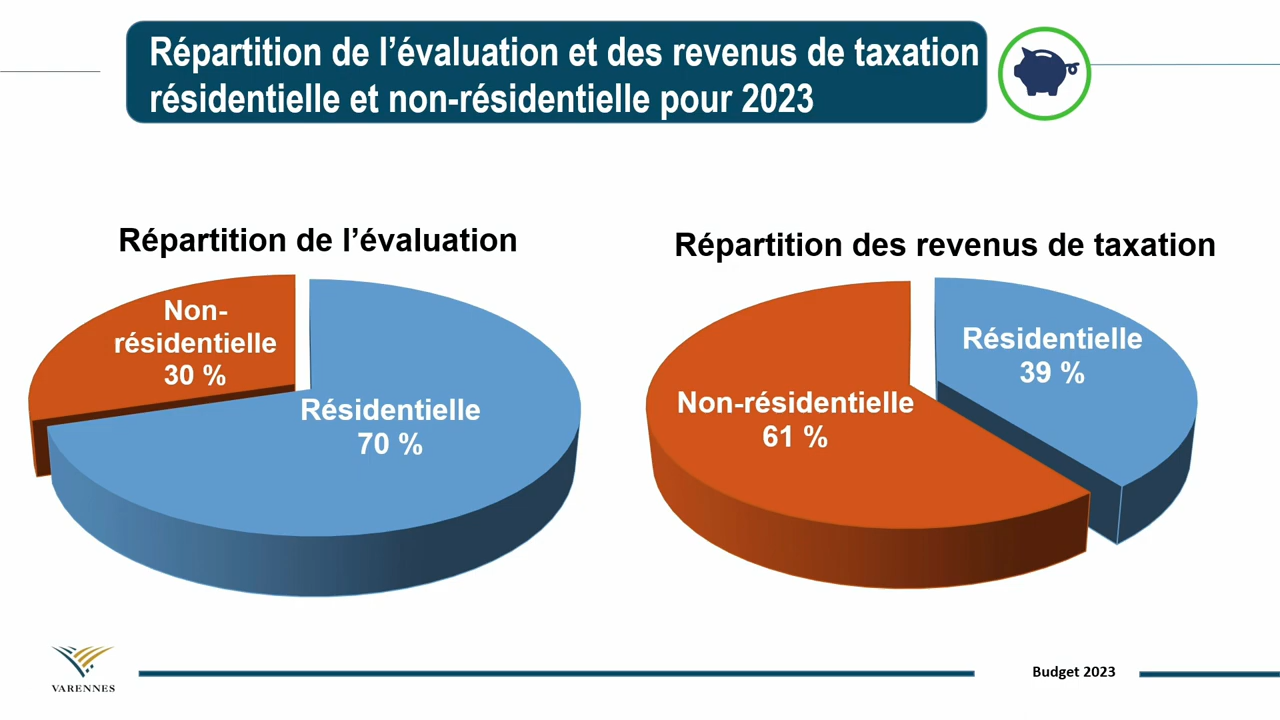 Répartition de l’évaluation et des revenus de taxation
résidentielle et non-résidentielle pour 2023
Répartition de l’évaluation
Non-
résidentielle
30 %
Résidentielle
70 %
Répartition des revenus de taxation
Résidentielle
39 %
Non-résidentielle
61 %
VARENNES
Budget 2023